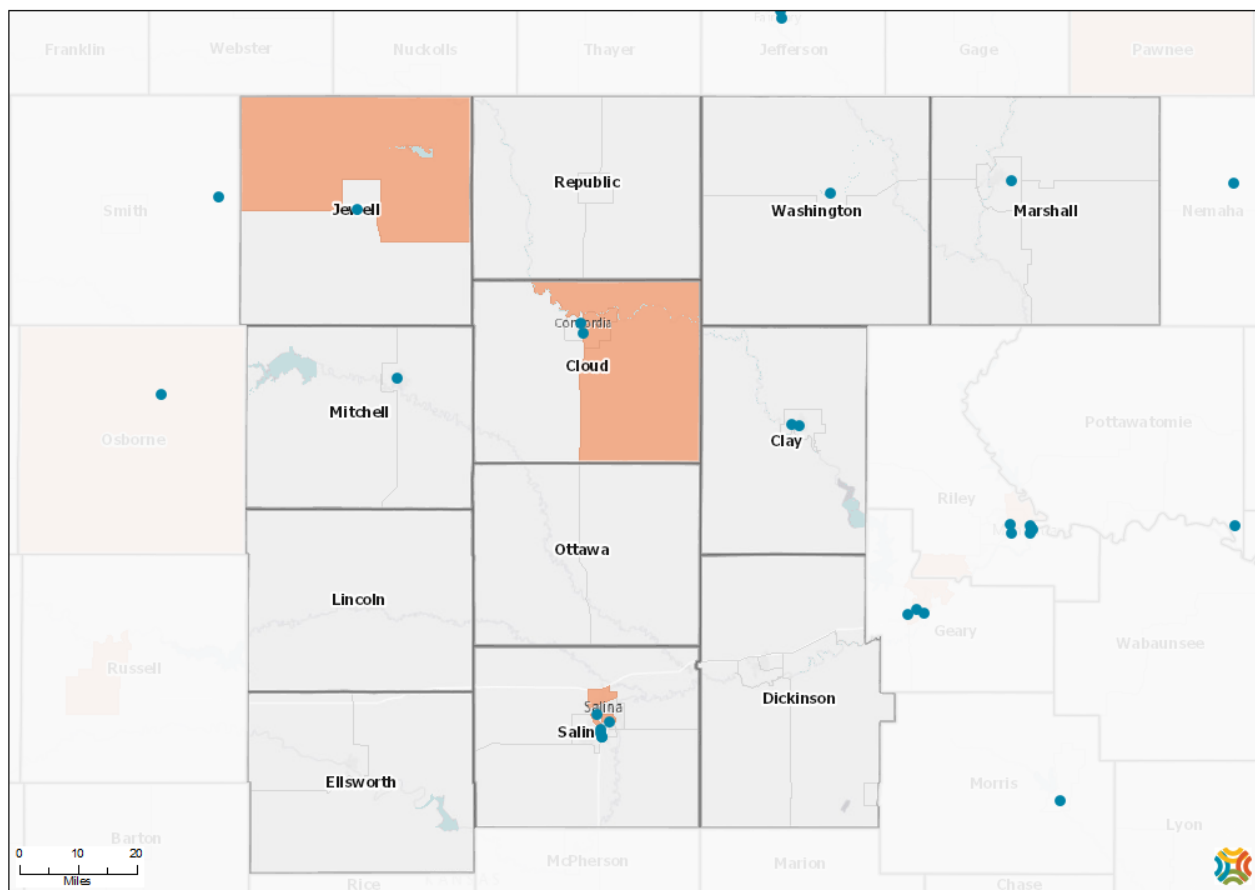 Fairbury
Franklin
Webster
Nuckolls
Thayer
Jefferson
Gage
Pawnee
Republic
Smith
Jewell
Washington
Marshall
Nemaha
Concordia
Cloud
Mitchell
Osborne
Clay
Pottawatomie
Riley
Ottawa
Lincoln
Geary
Wabaunsee
Russell
Dickinson
Salina
Saline
Ellsworth
Morris
Barton
Lyon
0 10 20
Miles
McPherson
Marion
KANSAS
Rice
Chase